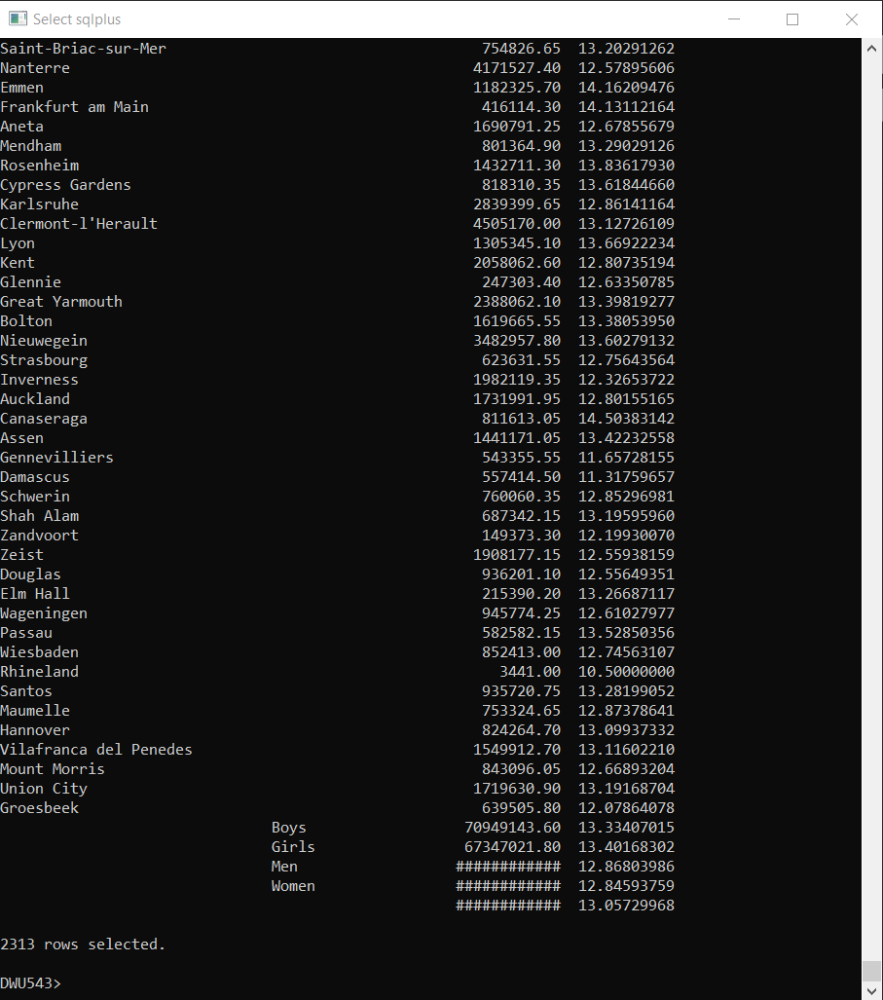 Select sqlplus
Saint-Briac-sur-Mer 754826.65 13.20291262
Nanterre 4171527.40 12.57895606
Emmen 1182325.70 14.16209476
Frankfurt am Main 416114.30 14.13112164
Aneta 1690791.25 12.67855679
Mendham 801364.90 13.29029126
Rosenheim 1432711.30 13.83617930
Cypress Gardens 818310.35 13.61844660
Karlsruhe 2839399.65 12.86141164
Clermont-l'Herault 4505170.00 13.12726109
Lyon 1305345.10 13.66922234
Kent 2058062.60 12.80735194
Glennie 247303.40 12.63350785
Great Yarmouth 2388062.10 13.39819277
Bolton 1619665.55 13.38053950
Nieuwegein 3482957.80 13.60279132
Strasbourg 623631.55 12.75643564
Inverness 1982119.35 12.32653722
Auckland 1731991.95 12.80155165
Canaseraga 811613.05 14.50383142
Assen 1441171.05 13.42232558
Gennevilliers 543355.55 11.65728155
Damascus 557414.50 11.31759657
Schwerin 760060.35 12.85296981
Shah Alam 687342.15 13.19595960
Zandvoort 149373.30 12.19930070
Zeist 1908177.15 12.55938159
Douglas 936201.10 12.55649351
Elm Hall 215390.20 13.26687117
Wageningen 945774.25 12.61027977
Passau 582582.15 13.52850356
Wiesbaden 852413.00 12.74563107
Rhineland 3441.00 10.50000000
Santos 935720.75 13.28199052
Maumelle 753324.65 12.87378641
Hannover 824264.70 13.09937332
Vilafranca del Penedes 1549912.70 13.11602210
Mount Morris 843096.05 12.66893204
Union City 1719630.90 13.19168704
Groesbeek 639505.80 12.07864078
Boys 70949143.60 13.33407015
Girls 67347021.80 13.40168302
Men ############ 12.86803986
Women ############ 12.84593759
############ 13.05729968
2313 rows selected.
DWU543>